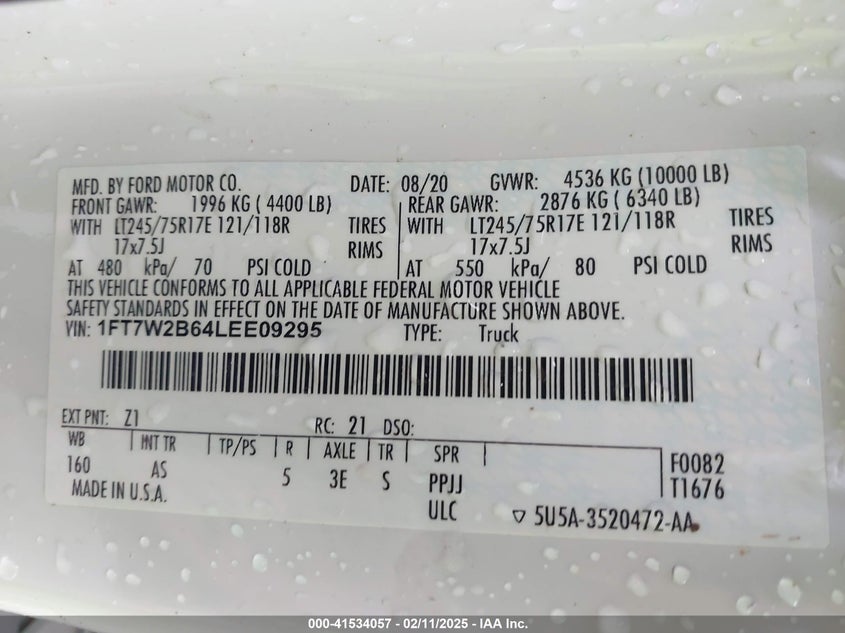 MFD. BY FORD MOTOR CO. DATE: 08/20 GVWR: 4536 KG (10000 LB)
FRONT GAWR: 1996 KG ( 4400 LB) REAR GAWR: 2876 KG ( 6340 LB)
WITH LT245/75R17E 121/118R TIRES WITH LT245/75R17E 121/118R TIRES
17x7.5J RIMS 17x7.5J RIMS
AT 480 kPa/ 70 PSI COLD AT 550 kPa/ 80 PSI COLD
THIS VEHICLE CONFORMS TO ALL APPLICABLE FEDERAL MOTOR VEHICLE
SAFETY STANDARDS IN EFFECT ON THE DATE OF MANUFACTURE SHOWN ABOVE.
VIN: 1FT7W2B64LEE09295 TYPE: Truck
EXT PNT: Z1 RC: 21 DSO:
WB INT TR TP/PS R AXLE TR SPR
160 AS 5 3E S PPJJ F0082
MADE IN U.S.A. ULC T1676
5U5A-3520472-AA
000-41534057 - 02/11/2025 - IAA Inc.